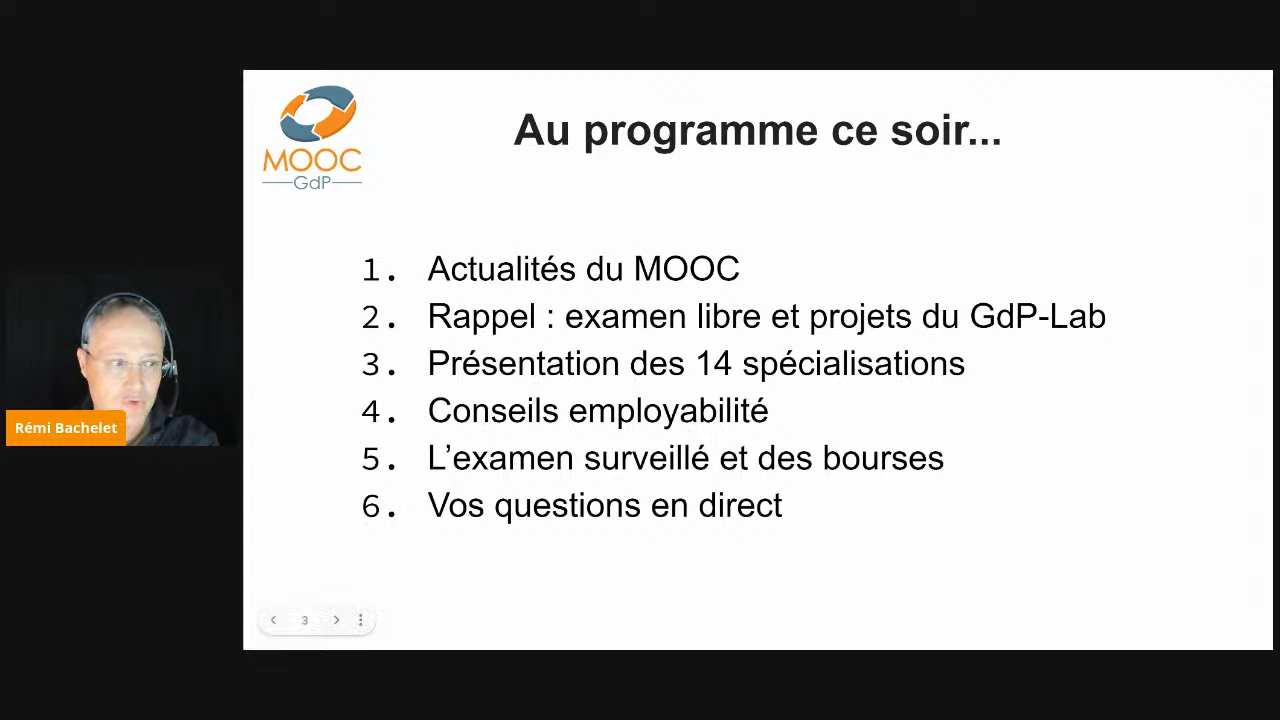 MOOC
GdP
Au programme ce soir...
1. Actualités du MOOC
2. Rappel : examen libre et projets du GdP-Lab
3. Présentation des 14 spécialisations
4. Conseils employabilité
5. L’examen surveillé et des bourses
6. Vos questions en direct
Rémi Bachelet
3